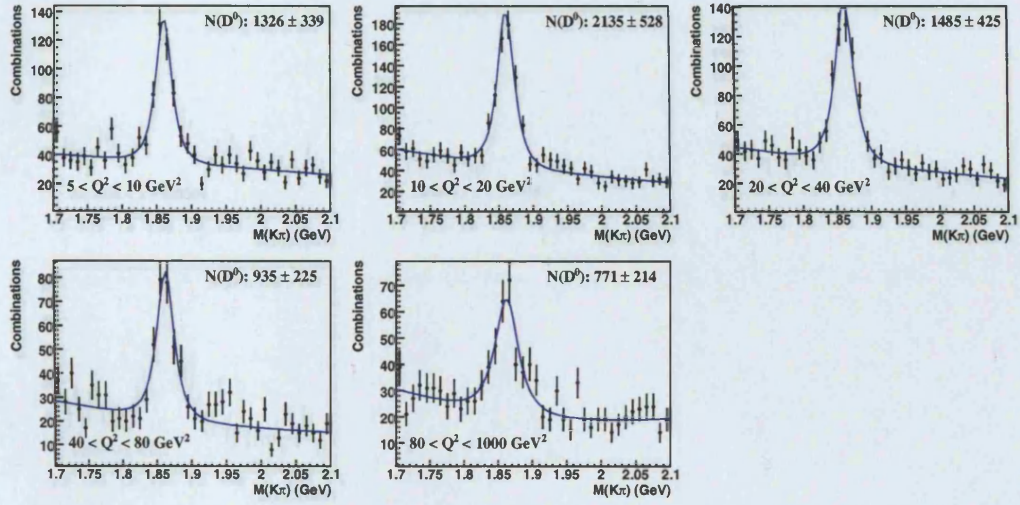 Combinations
140
120
100
80
60
40
20
N(D⁰): 1326 ± 339
5 < Q² < 10 GeV²
1.7 1.75 1.8 1.85 1.9 1.95 2 2.05 2.1
M(Kπ) (GeV)
Combinations
180
160
140
120
100
80
60
40
20
N(D⁰): 2135 ± 528
10 < Q² < 20 GeV²
1.7 1.75 1.8 1.85 1.9 1.95 2 2.05 2.1
M(Kπ) (GeV)
Combinations
140
120
100
80
60
40
20
N(D⁰): 1485 ± 425
20 < Q² < 40 GeV²
1.7 1.75 1.8 1.85 1.9 1.95 2 2.05 2.1
M(Kπ) (GeV)
Combinations
80
70
60
50
40
30
20
10
N(D⁰): 935 ± 225
40 < Q² < 80 GeV²
1.7 1.75 1.8 1.85 1.9 1.95 2 2.05 2.1
M(Kπ) (GeV)
Combinations
70
60
50
40
30
20
10
N(D⁰): 771 ± 214
80 < Q² < 1000 GeV²
1.7 1.75 1.8 1.85 1.9 1.95 2 2.05 2.1
M(Kπ) (GeV)